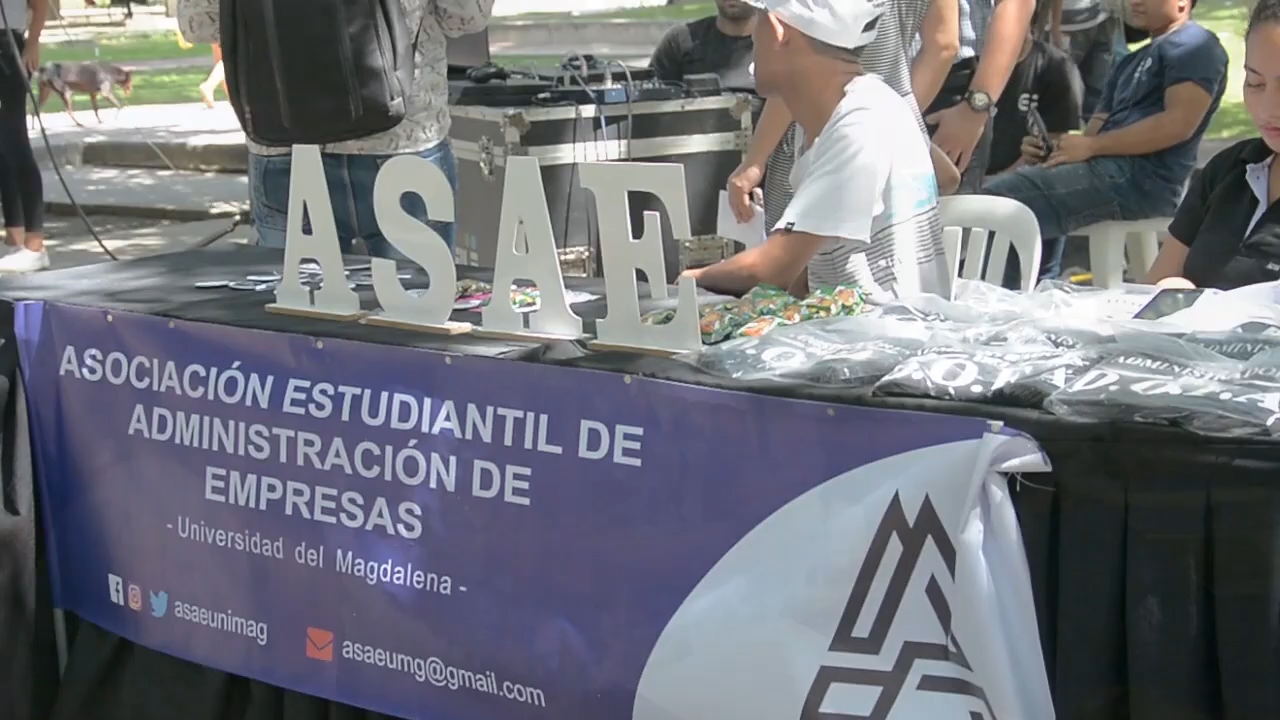 ASAE
ASOCIACIÓN ESTUDIANTIL DE
ADMINISTRACIÓN DE
EMPRESAS
- Universidad del Magdalena -
asaeunimag
asaeumg@gmail.com